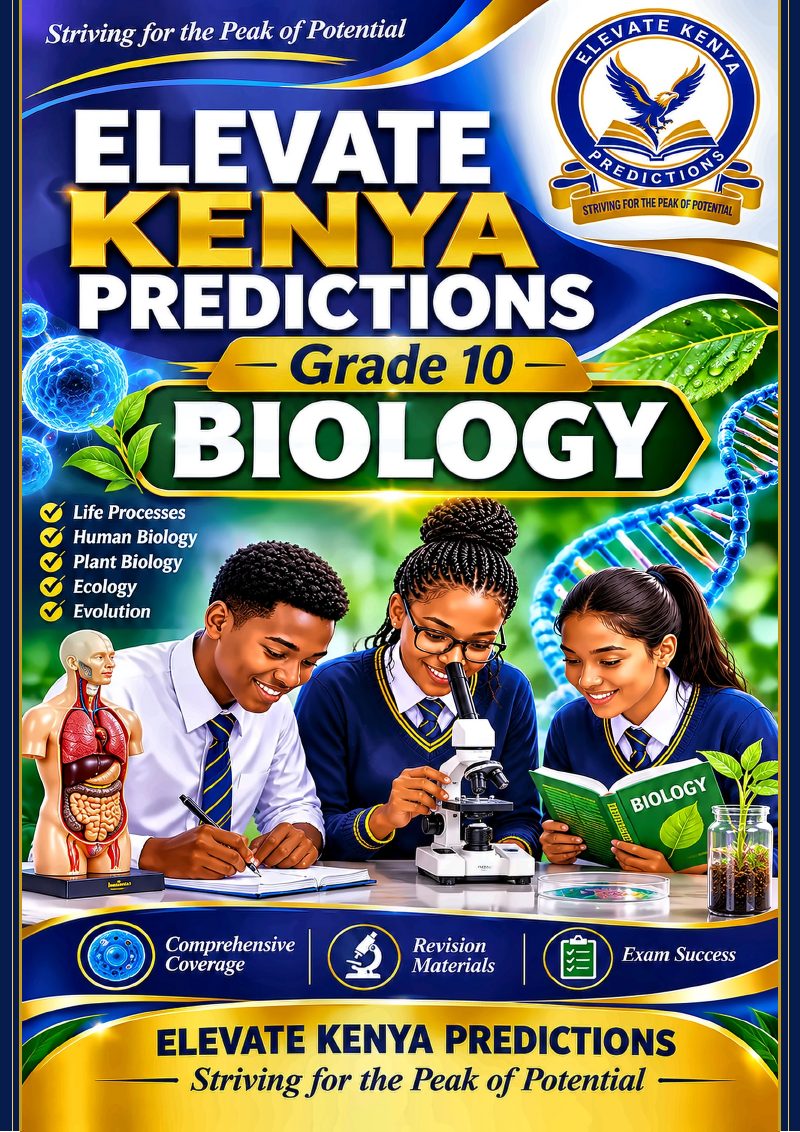 Striving for the Peak of Potential
ELEVATE KENYA
PREDICTIONS
STRIVING FOR THE PEAK OF POTENTIAL
ELEVATE
KENYA
PREDICTIONS
Grade 10
BIOLOGY
Life Processes
Human Biology
Plant Biology
Ecology
Evolution
BIOLOGY
Comprehensive
Coverage
Revision
Materials
Exam Success
ELEVATE KENYA PREDICTIONS
Striving for the Peak of Potential